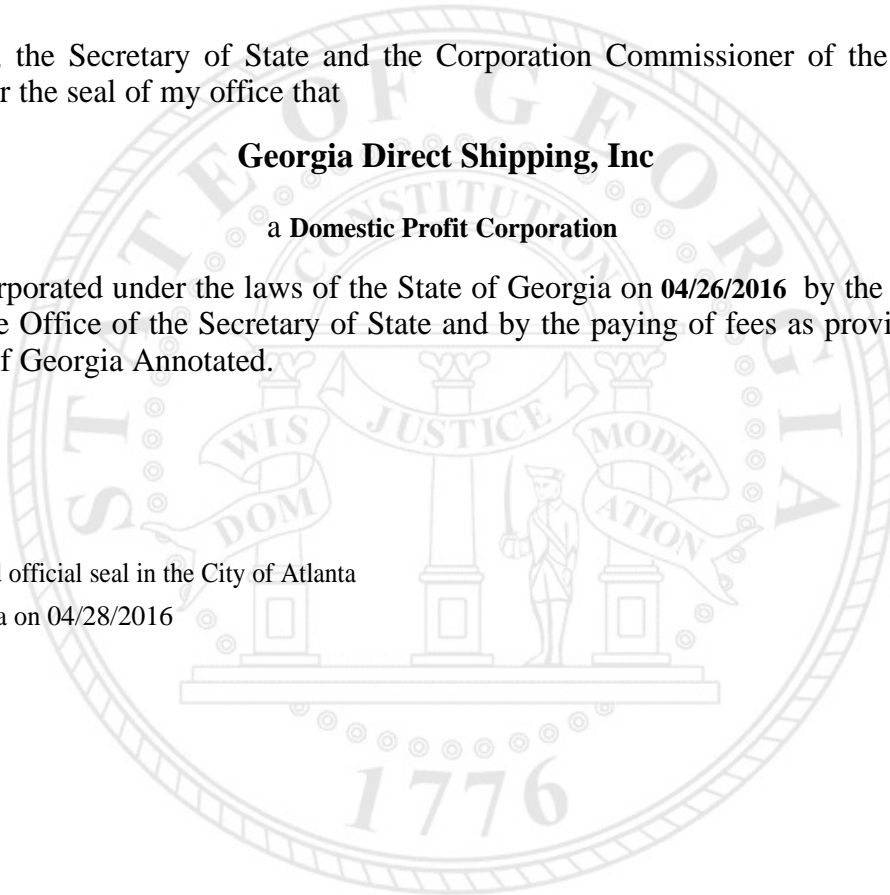 , the Secretary of State and the Corporation Commissioner of the
r the seal of my office that
Georgia Direct Shipping, Inc
a Domestic Profit Corporation
rporated under the laws of the State of Georgia on 04/26/2016 by the
e Office of the Secretary of State and by the paying of fees as provi
f Georgia Annotated.
l official seal in the City of Atlanta
a on 04/28/2016
STATE OF GEORGIA
CONSTITUTION
WIS
DOM
JUSTICE
MODER
ATION
1776